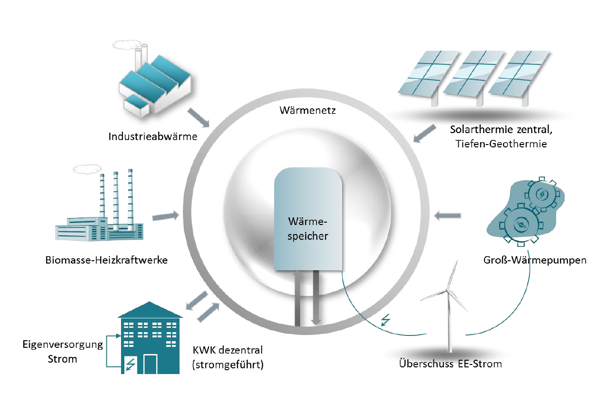 Wärmenetz
Industrieabwärme
Solarthermie zentral,
Tiefen-Geothermie
Wärme-
speicher
Biomasse-Heizkraftwerke
Groß-Wärmepumpen
Eigenversorgung
Strom
KWK dezentral
(stromgeführt)
Überschuss EE-Strom